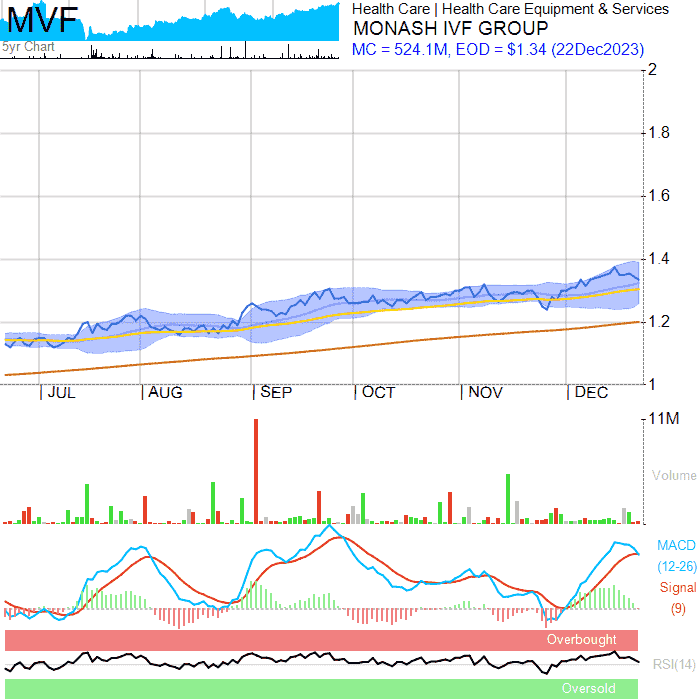 MVF
5yr Chart
Health Care | Health Care Equipment & Services
MONASH IVF GROUP
MC = 524.1M, EOD = $1.34 (22Dec2023)
2
1.8
1.6
1.4
1.2
1
| JUL | AUG | SEP | OCT | NOV | DEC
11M
Volume
MACD
(12-26)
Signal
(9)
Overbought
RSI(14)
Oversold